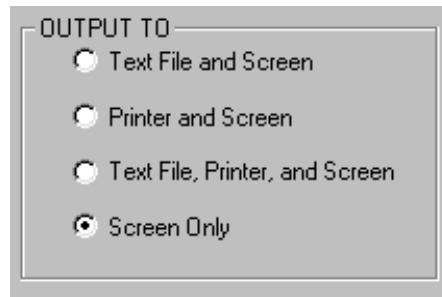 OUTPUT TO
Text File and Screen
Printer and Screen
Text File, Printer, and Screen
Screen Only